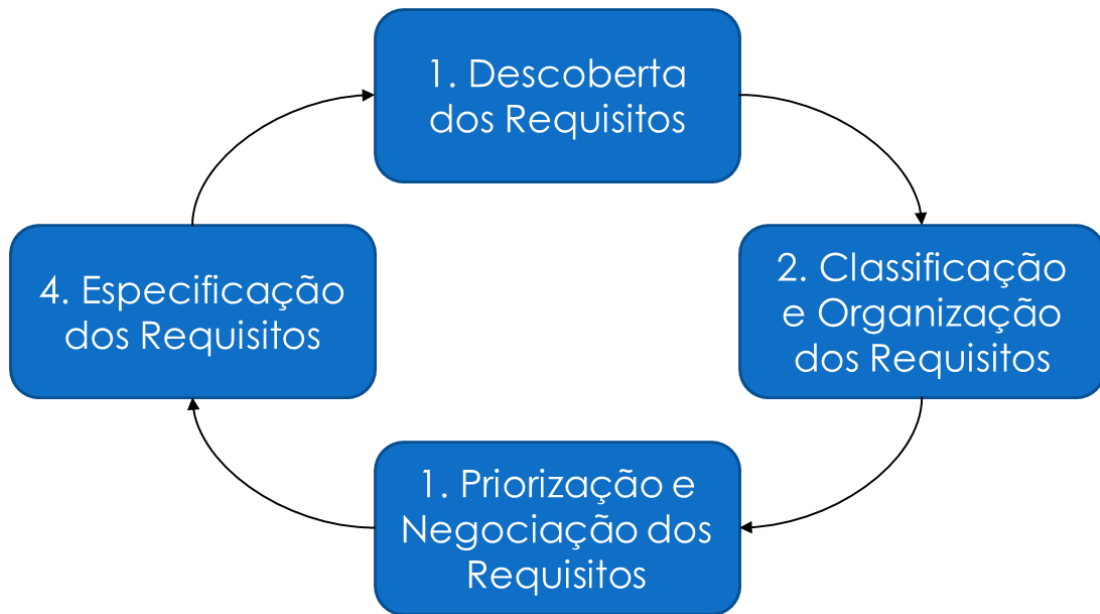 1. Descoberta
dos Requisitos
2. Classificação
e Organização
dos Requisitos
1. Priorização e
Negociação dos
Requisitos
4. Especificação
dos Requisitos